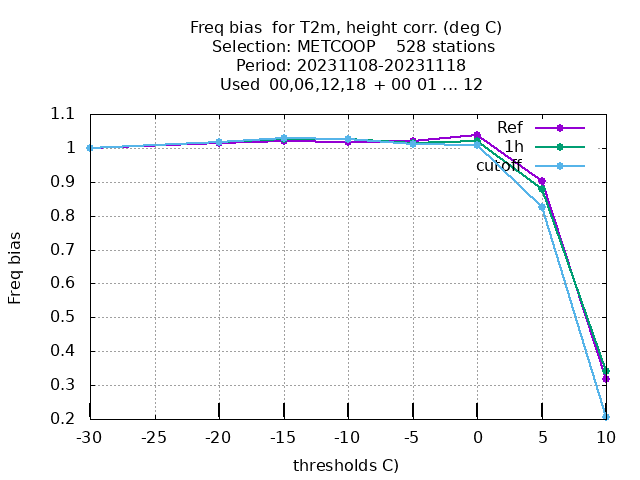 Freq bias  for T2m, height corr. (deg C)
Selection: METCOOP    528 stations
Period: 20231108-20231118
Used  00,06,12,18  + 00 01 ... 12
1.1
1
0.9
0.8
0.7
0.6
0.5
0.4
0.3
0.2
Freq bias
Ref
1h
cutoff
-30 -25 -20 -15 -10 -5 0 5 10
thresholds C)